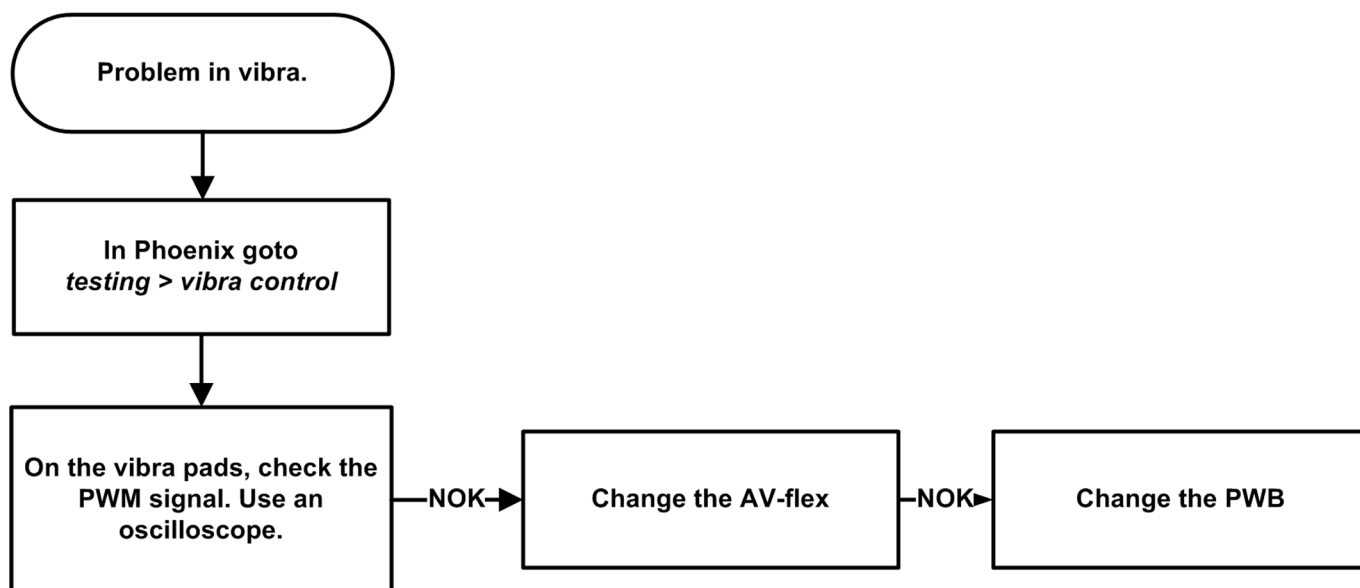 Problem in vibra.
In Phoenix goto
testing > vibra control
On the vibra pads, check the
PWM signal. Use an
oscilloscope.
NOK
Change the AV-flex
NOK
Change the PWB